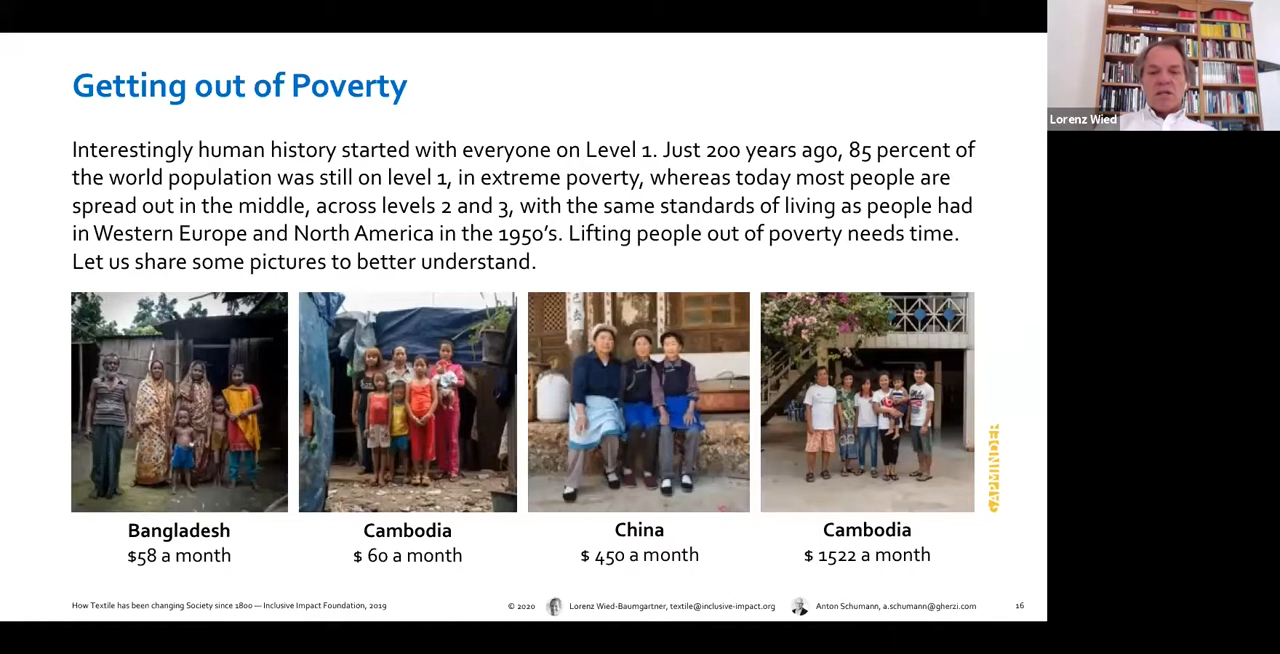 Getting out of Poverty
Interestingly human history started with everyone on Level 1. Just 200 years ago, 85 percent of
the world population was still on level 1, in extreme poverty, whereas today most people are
spread out in the middle, across levels 2 and 3, with the same standards of living as people had
in Western Europe and North America in the 1950's. Lifting people out of poverty needs time.
Let us share some pictures to better understand.
GAPMINDER
Bangladesh
$58 a month
Cambodia
$ 60 a month
China
$ 450 a month
Cambodia
$ 1522 a month
How Textile has been changing Society since 1800 — Inclusive Impact Foundation, 2019
© 2020
Lorenz Wied-Baumgartner, textile@inclusive-impact.org
Anton Schumann, a.schumann@gherzi.com
16
Lorenz Wied